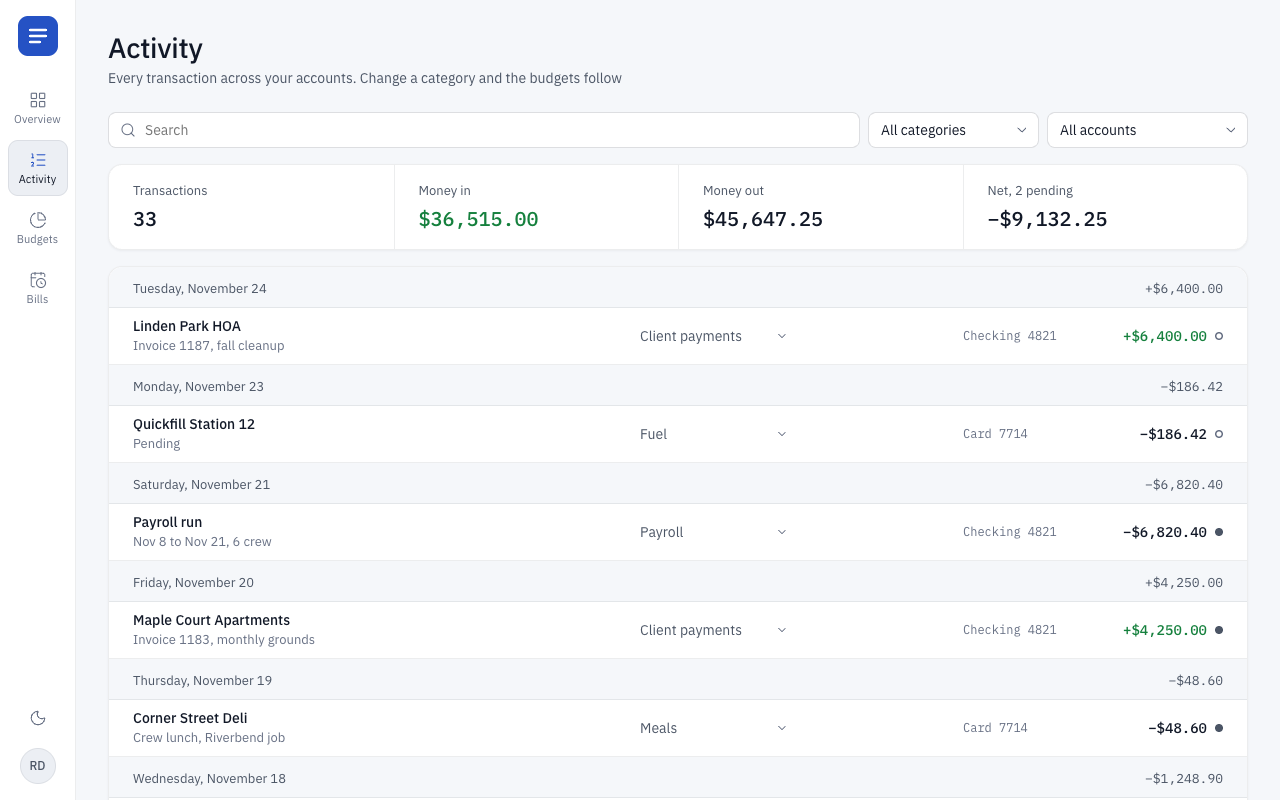 Activity
Every transaction across your accounts. Change a category and the budgets follow
Search
All categories
All accounts
Transactions
33
Money in
$36,515.00
Money out
$45,647.25
Net, 2 pending
−$9,132.25
Overview
Activity
Budgets
Bills
RD
Tuesday, November 24 +$6,400.00
Linden Park HOA
Invoice 1187, fall cleanup
Client payments
Checking 4821
+$6,400.00
Monday, November 23 −$186.42
Quickfill Station 12
Pending
Fuel
Card 7714
−$186.42
Saturday, November 21 −$6,820.40
Payroll run
Nov 8 to Nov 21, 6 crew
Payroll
Checking 4821
−$6,820.40
Friday, November 20 +$4,250.00
Maple Court Apartments
Invoice 1183, monthly grounds
Client payments
Checking 4821
+$4,250.00
Thursday, November 19 −$48.60
Corner Street Deli
Crew lunch, Riverbend job
Meals
Card 7714
−$48.60
Wednesday, November 18 −$1,248.90